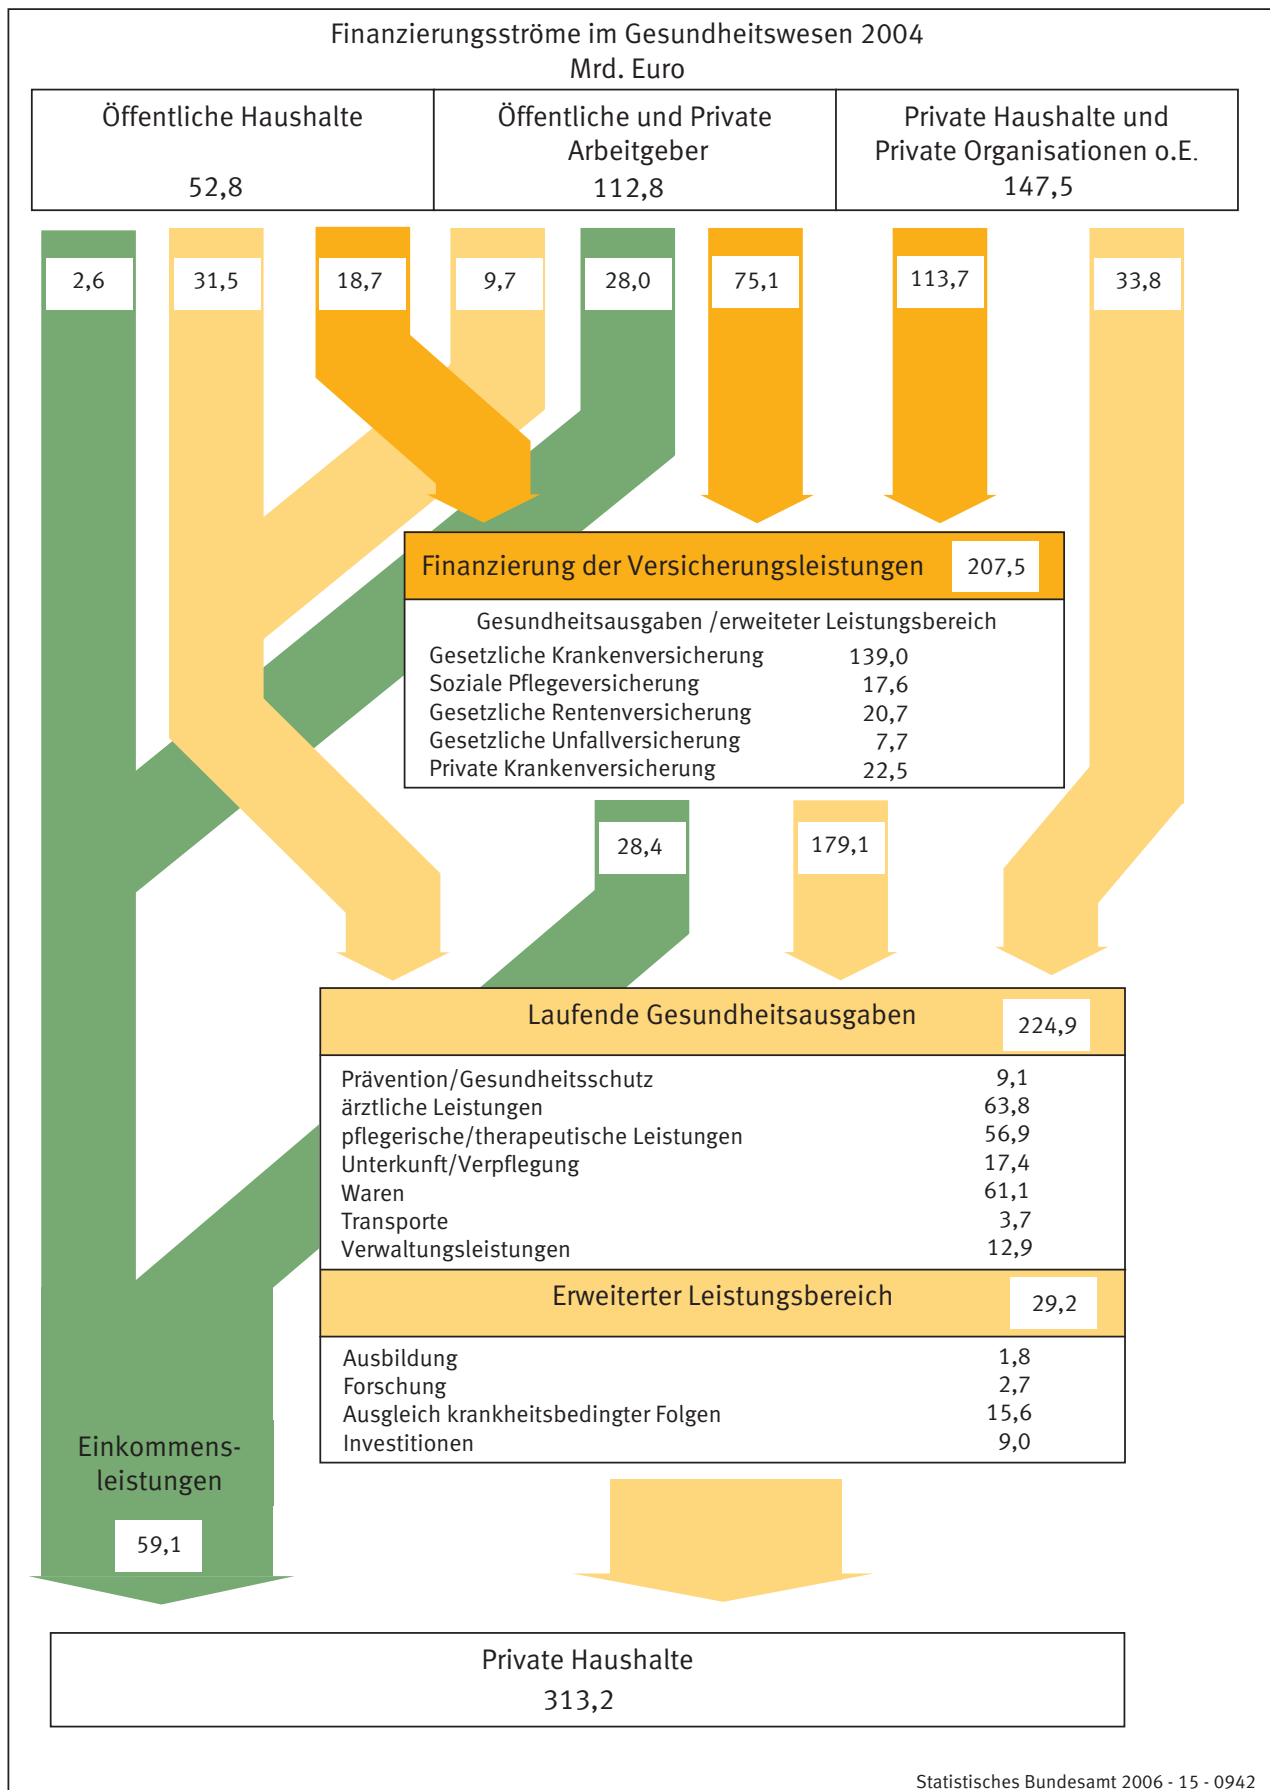 Finanzierungsströme im Gesundheitswesen 2004
Mrd. Euro
Öffentliche Haushalte
52,8
Öffentliche und Private
Arbeitgeber
112,8
Private Haushalte und
Private Organisationen o.E.
147,5
2,6
31,5
18,7
9,7
28,0
75,1
113,7
33,8
Finanzierung der Versicherungsleistungen 207,5
Gesundheitsausgaben /erweiteter Leistungsbereich
Gesetzliche Krankenversicherung 139,0
Soziale Pflegeversicherung 17,6
Gesetzliche Rentenversicherung 20,7
Gesetzliche Unfallversicherung 7,7
Private Krankenversicherung 22,5
28,4
179,1
Laufende Gesundheitsausgaben 224,9
Prävention/Gesundheitsschutz 9,1
ärztliche Leistungen 63,8
pflegerische/therapeutische Leistungen 56,9
Unterkunft/Verpflegung 17,4
Waren 61,1
Transporte 3,7
Verwaltungsleistungen 12,9
Erweiterter Leistungsbereich 29,2
Ausbildung 1,8
Forschung 2,7
Ausgleich krankheitsbedingter Folgen 15,6
Investitionen 9,0
Einkommens-
leistungen
59,1
Private Haushalte
313,2
Statistisches Bundesamt 2006 - 15 - 0942